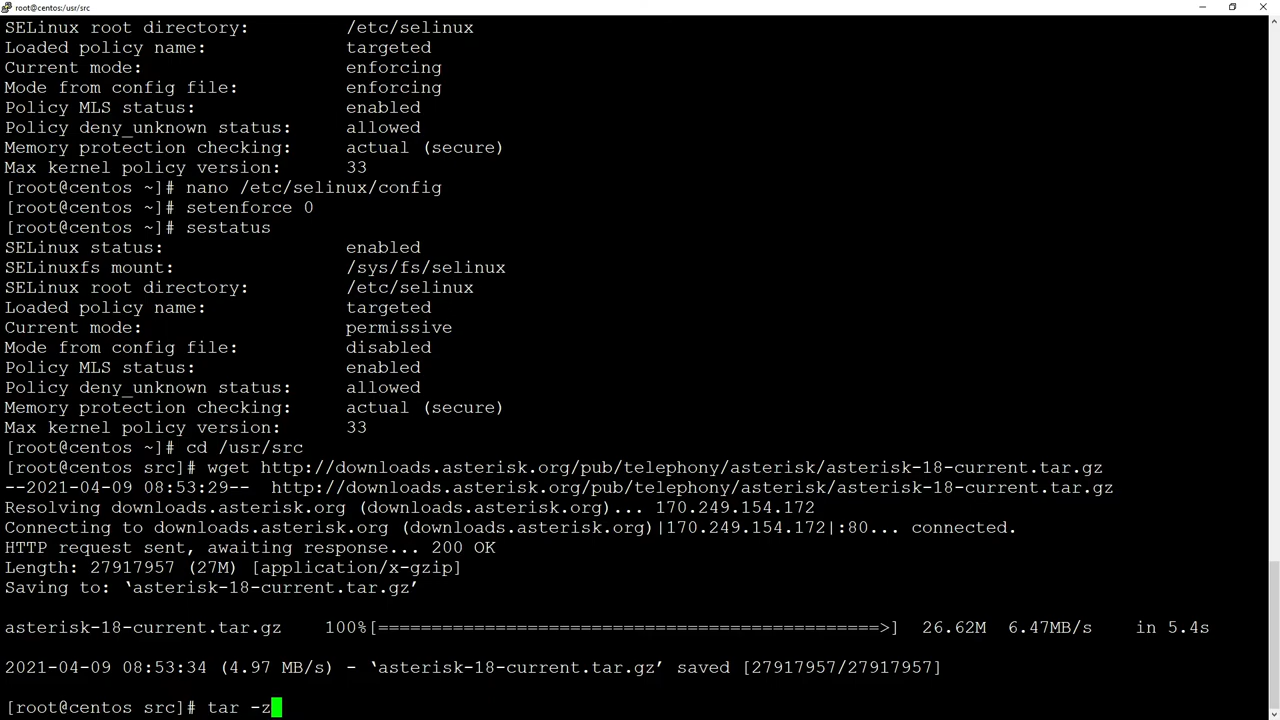 root@centos:/usr/src
SELinux root directory:         /etc/selinux
Loaded policy name:             targeted
Current mode:                   enforcing
Mode from config file:          enforcing
Policy MLS status:              enabled
Policy deny_unknown status:     allowed
Memory protection checking:     actual (secure)
Max kernel policy version:      33
[root@centos ~]# nano /etc/selinux/config
[root@centos ~]# setenforce 0
[root@centos ~]# sestatus
SELinux status:                 enabled
SELinuxfs mount:                /sys/fs/selinux
SELinux root directory:         /etc/selinux
Loaded policy name:             targeted
Current mode:                   permissive
Mode from config file:          disabled
Policy MLS status:              enabled
Policy deny_unknown status:     allowed
Memory protection checking:     actual (secure)
Max kernel policy version:      33
[root@centos ~]# cd /usr/src
[root@centos src]# wget http://downloads.asterisk.org/pub/telephony/asterisk/asterisk-18-current.tar.gz
--2021-04-09 08:53:29--  http://downloads.asterisk.org/pub/telephony/asterisk/asterisk-18-current.tar.gz
Resolving downloads.asterisk.org (downloads.asterisk.org)... 170.249.154.172
Connecting to downloads.asterisk.org (downloads.asterisk.org)|170.249.154.172|:80... connected.
HTTP request sent, awaiting response... 200 OK
Length: 27917957 (27M) [application/x-gzip]
Saving to: ‘asterisk-18-current.tar.gz’
asterisk-18-current.tar.gz    100%[===============================================>]  26.62M  6.47MB/s    in 5.4s
2021-04-09 08:53:34 (4.97 MB/s) - ‘asterisk-18-current.tar.gz’ saved [27917957/27917957]
[root@centos src]# tar -z